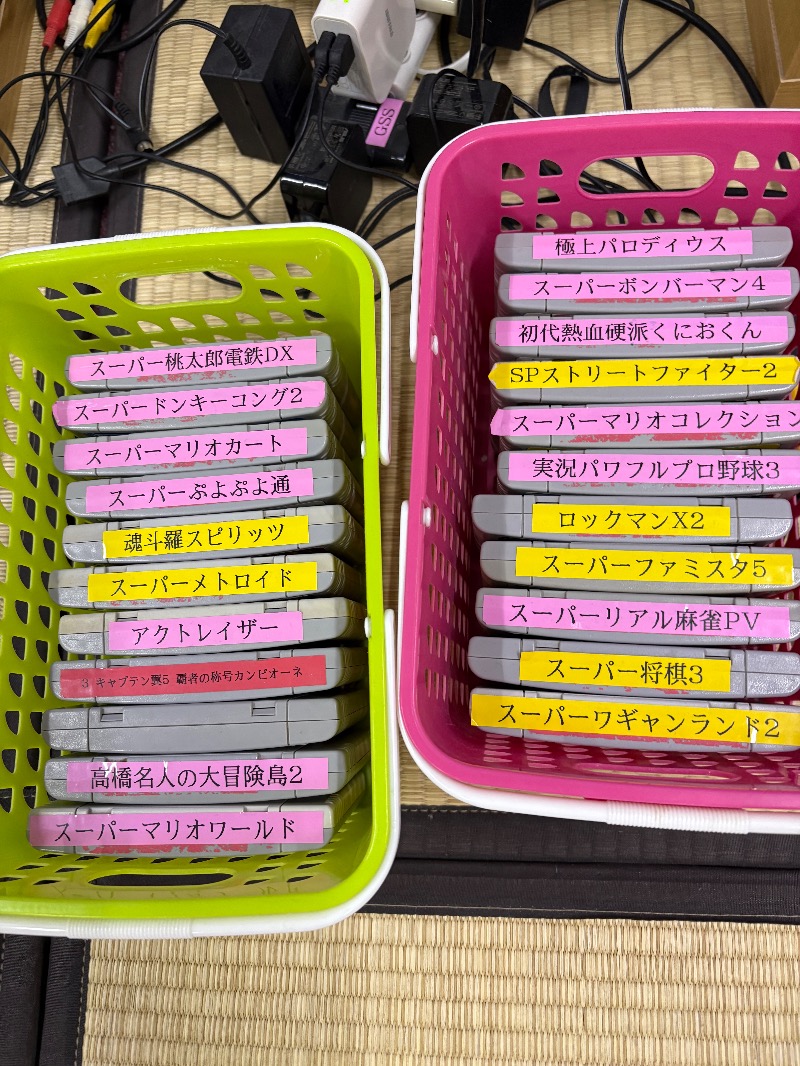 GSS
スーパー桃太郎電鉄DX
スーパードンキーコング2
スーパーマリオカート
スーパーぷよぷよ通
魂斗羅スピリッツ
スーパーメトロイド
アクトレイザー
3 キャプテン翼5 覇者の称号カンピオーネ
高橋名人の大冒険島2
スーパーマリオワールド
極上パロディウス
スーパーボンバーマン4
初代熱血硬派くにおくん
SPストリートファイター2
スーパーマリオコレクション
実況パワフルプロ野球3
ロックマンX2
スーパーファミスタ5
スーパーリアル麻雀PV
スーパー将棋3
スーパーワギャンランド2